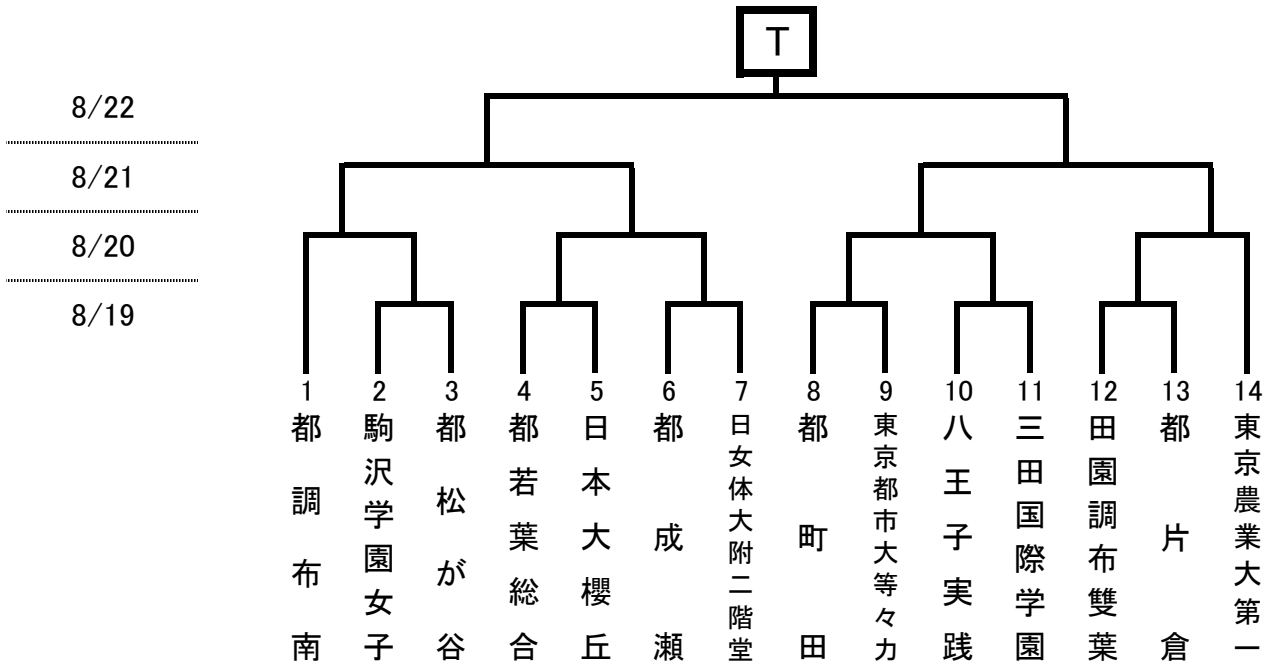 T
8/22
8/21
8/20
8/19
1
2
3
4
5
6
7
8
9
10
11
12
13
14
都調布南
駒沢学園女子
都松が谷
都若葉総合
日本大櫻丘
都成瀬
日女体大附二階堂
都町田
東京都市大等々力
八王子実践
三田国際学園
田園調布雙葉
都片倉
東京農業大第一